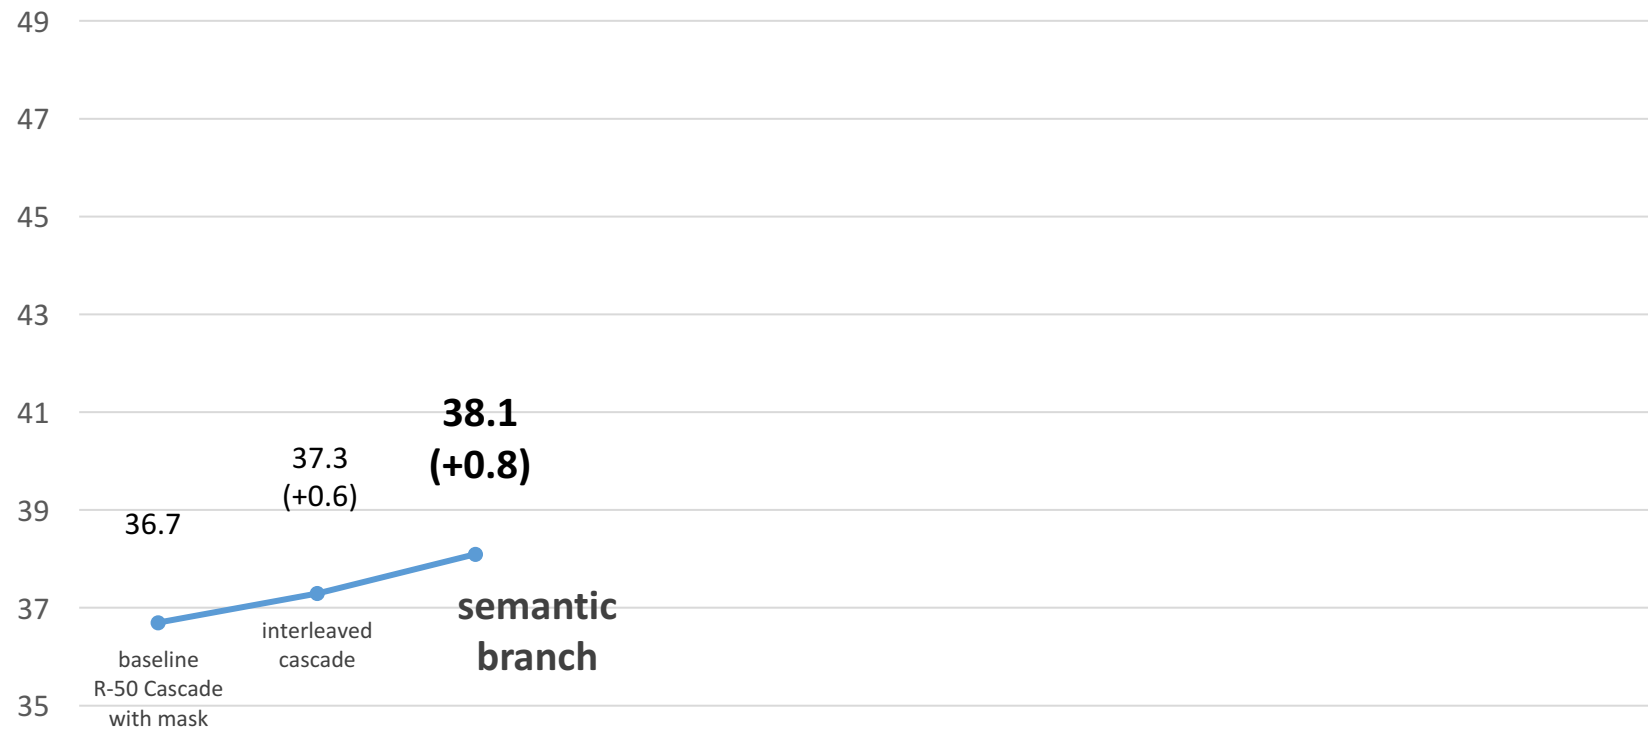 49
47
45
43
41
39
37
35
36.7
37.3
(+0.6)
38.1
(+0.8)
baseline
R-50 Cascade
with mask
interleaved
cascade
semantic
branch